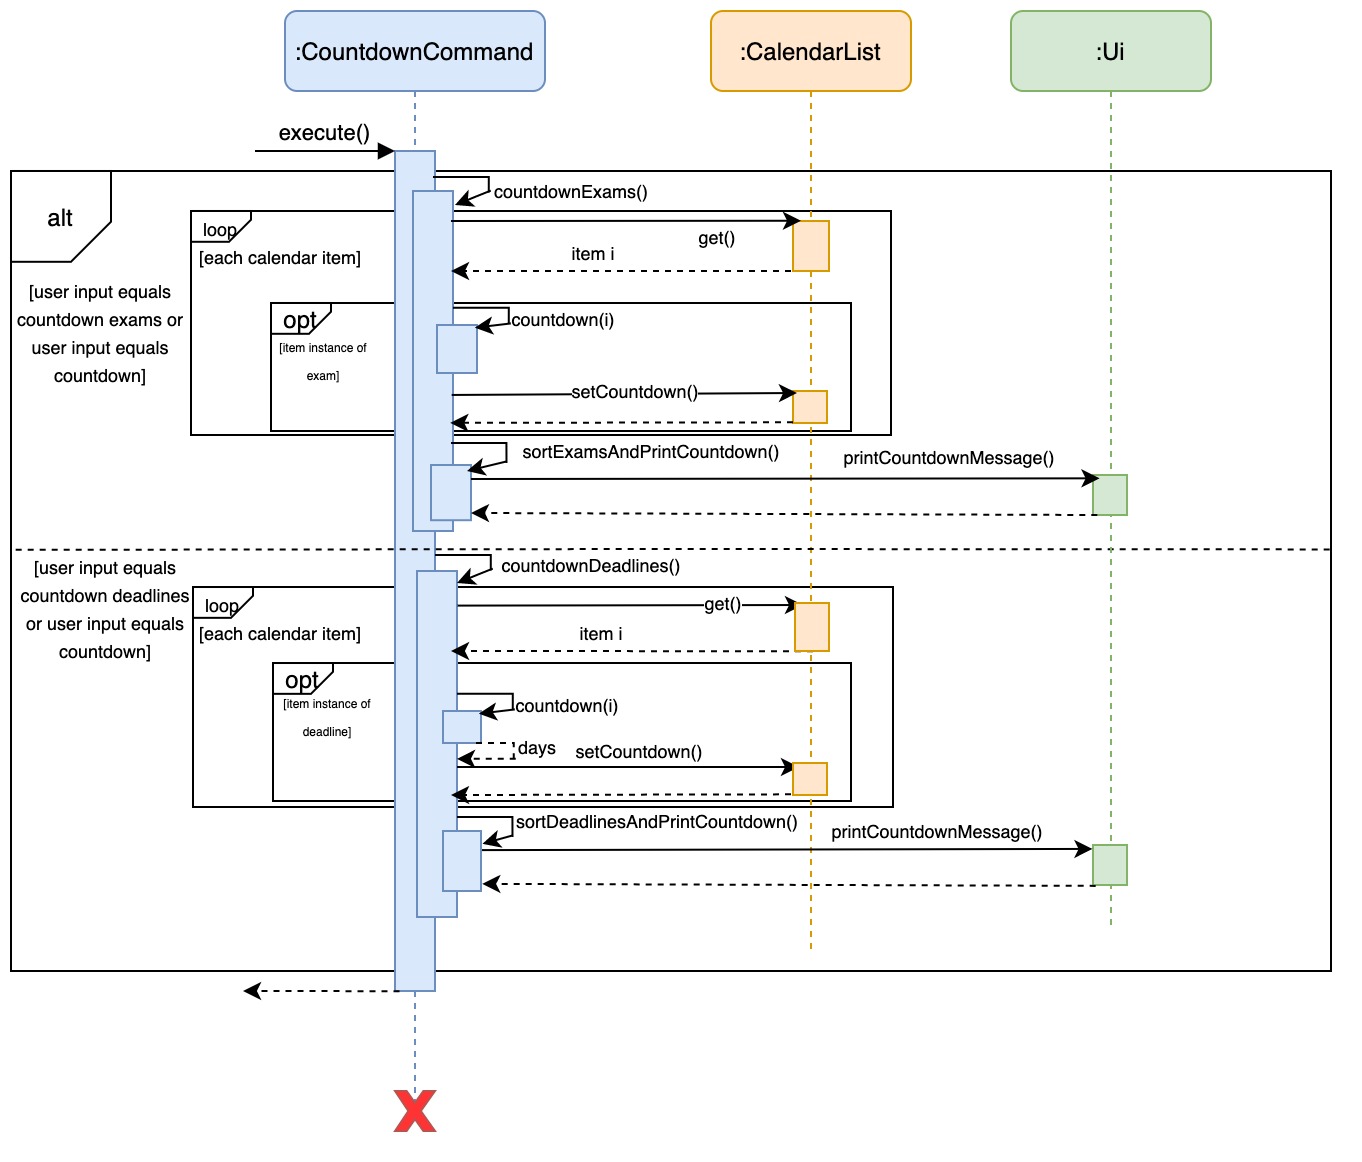 :CountdownCommand
:CalendarList
:Ui
execute()
alt
countdownExams()
loop
get()
[each calendar item]
item i
[user input equals
countdown exams or
user input equals
countdown]
opt
countdown(i)
[item instance of
exam]
setCountdown()
sortExamsAndPrintCountdown()
printCountdownMessage()
[user input equals
countdown deadlines
or user input equals
countdown]
countdownDeadlines()
loop
get()
[each calendar item]
item i
opt
[item instance of
deadline]
countdown(i)
days
setCountdown()
sortDeadlinesAndPrintCountdown()
printCountdownMessage()